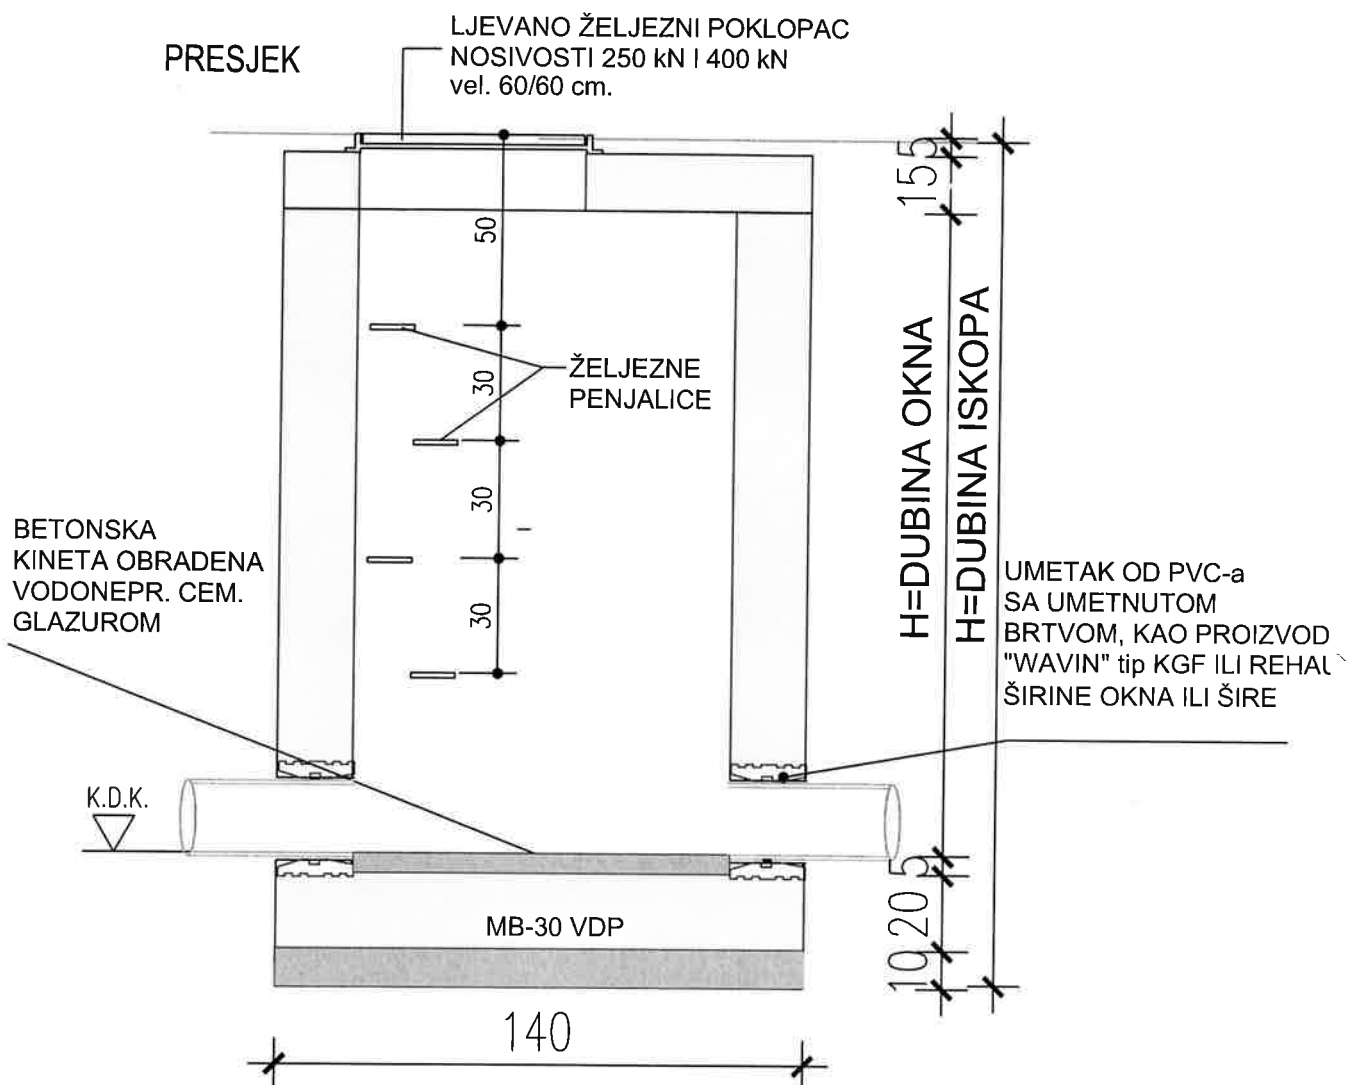 PRESJEK
LJEVANO ŽELJEZNI POKLOPAC
NOSIVOSTI 250 kN I 400 kN
vel. 60/60 cm.
5
15
50
30
30
30
ŽELJEZNE
PENJALICE
H=DUBINA OKNA
H=DUBINA ISKOPA
BETONSKA
KINETA OBRADENA
VODONEPR. CEM.
GLAZUROM
UMETAK OD PVC-a
SA UMETNUTOM
BRTVOM, KAO PROIZVOD
"WAVIN" tip KGF ILI REHAU
ŠIRINE OKNA ILI ŠIRE
K.D.K.
5
20
10
MB-30 VDP
140